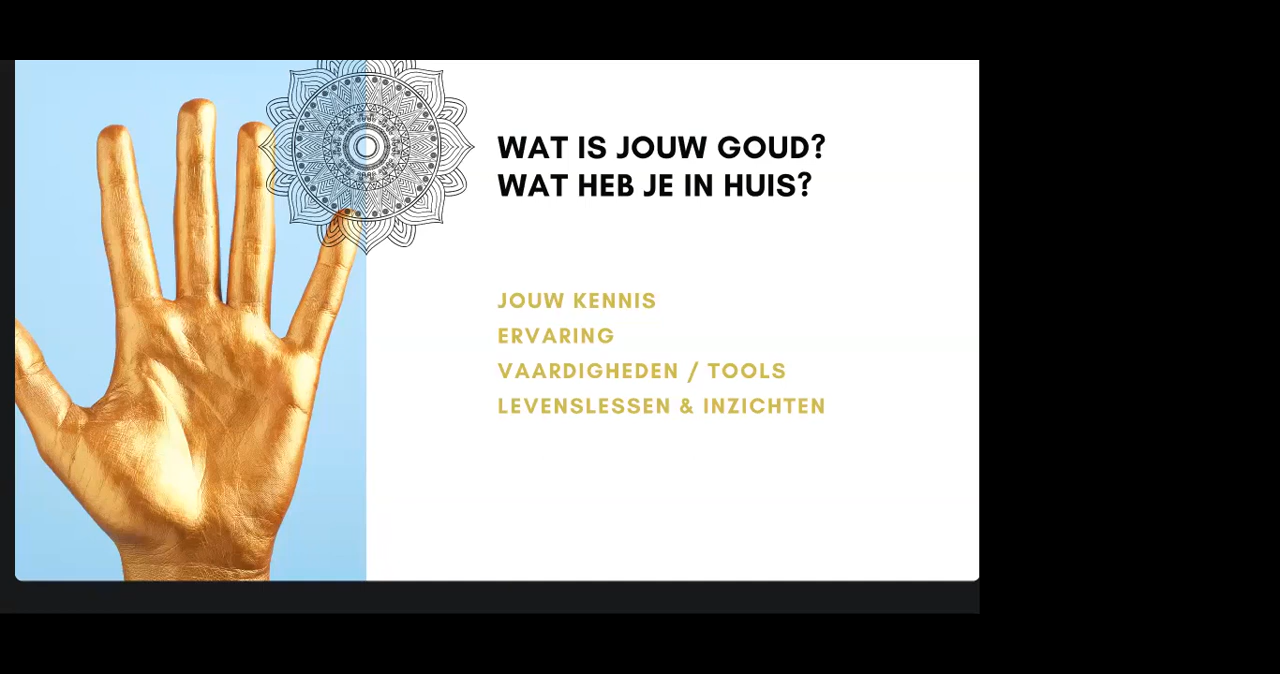 WAT IS JOUW GOUD?
WAT HEB JE IN HUIS?
JOUW KENNIS
ERVARING
VAARDIGHEDEN / TOOLS
LEVENSLESSEN & INZICHTEN